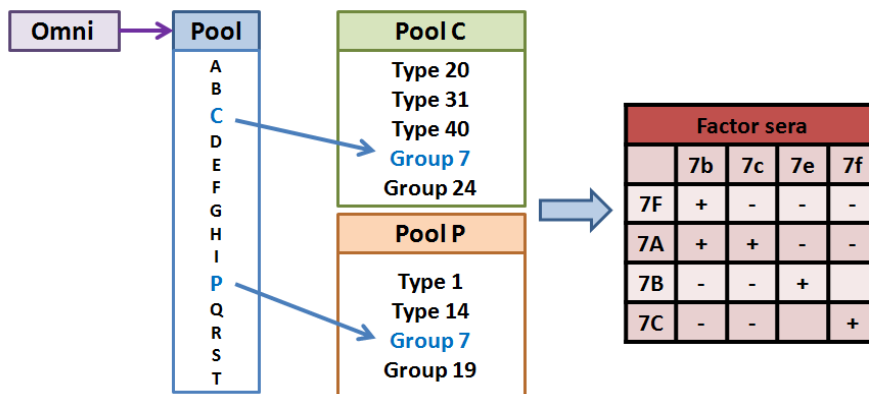 Omni
Pool
A
B
C
D
E
F
G
H
I
P
Q
R
S
T
Pool C
Type 20
Type 31
Type 40
Group 7
Group 24
Pool P
Type 1
Type 14
Group 7
Group 19
Factor sera
7b 7c 7e 7f
7F + - - -
7A + + - -
7B - - +
7C - - +